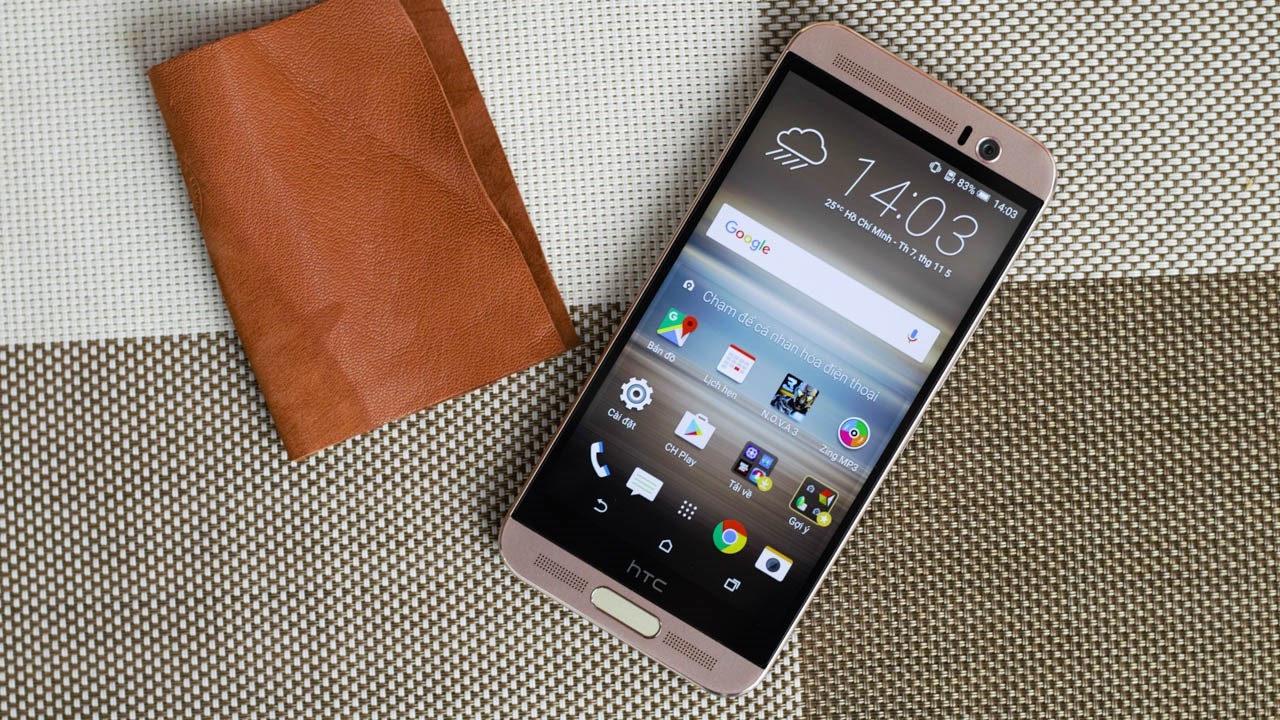 83% 14:03
14:03
25°C Hồ Chí Minh - Th 7, thg 11 5
Google
Chạm để cá nhân hoa điện thoại
Bản đồ
Lịch hẹn
N.O.V.A 3
Zing MP3
Cài đặt
CH Play
Tải về
Gợi ý
hTC